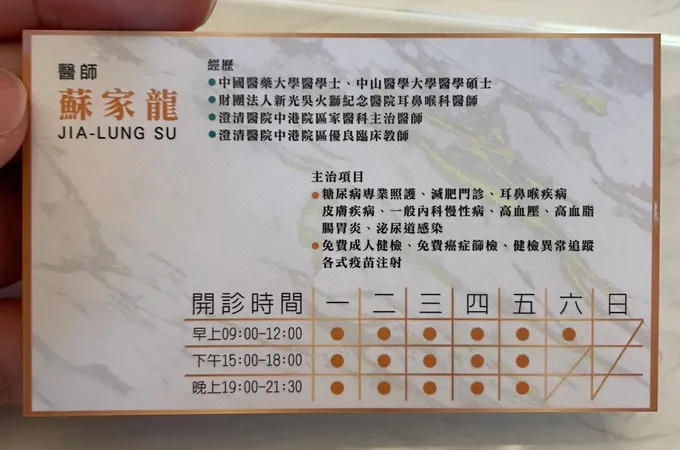 醫師
蘇家龍
JIA-LUNG SU
經歷
●中國醫藥大學醫學士、中山醫學大學醫學碩士
●財團法人新光吳火獅紀念醫院耳鼻喉科醫師
●澄清醫院中港院區家醫科主治醫師
●澄清醫院中港院區優良臨床教師
主治項目
●糖尿病專業照護、減肥門診、耳鼻喉疾病
皮膚疾病、一般內科慢性病、高血壓、高血脂
腸胃炎、泌尿道感染
●免費成人健檢、免費癌症篩檢、健檢異常追蹤
各式疫苗注射
開診時間 一 二 三 四 五 六 日
早上09:00-12:00 ● ● ● ● ● ●
下午15:00-18:00 ● ● ● ● ●
晚上19:00-21:30 ● ● ● ● ●